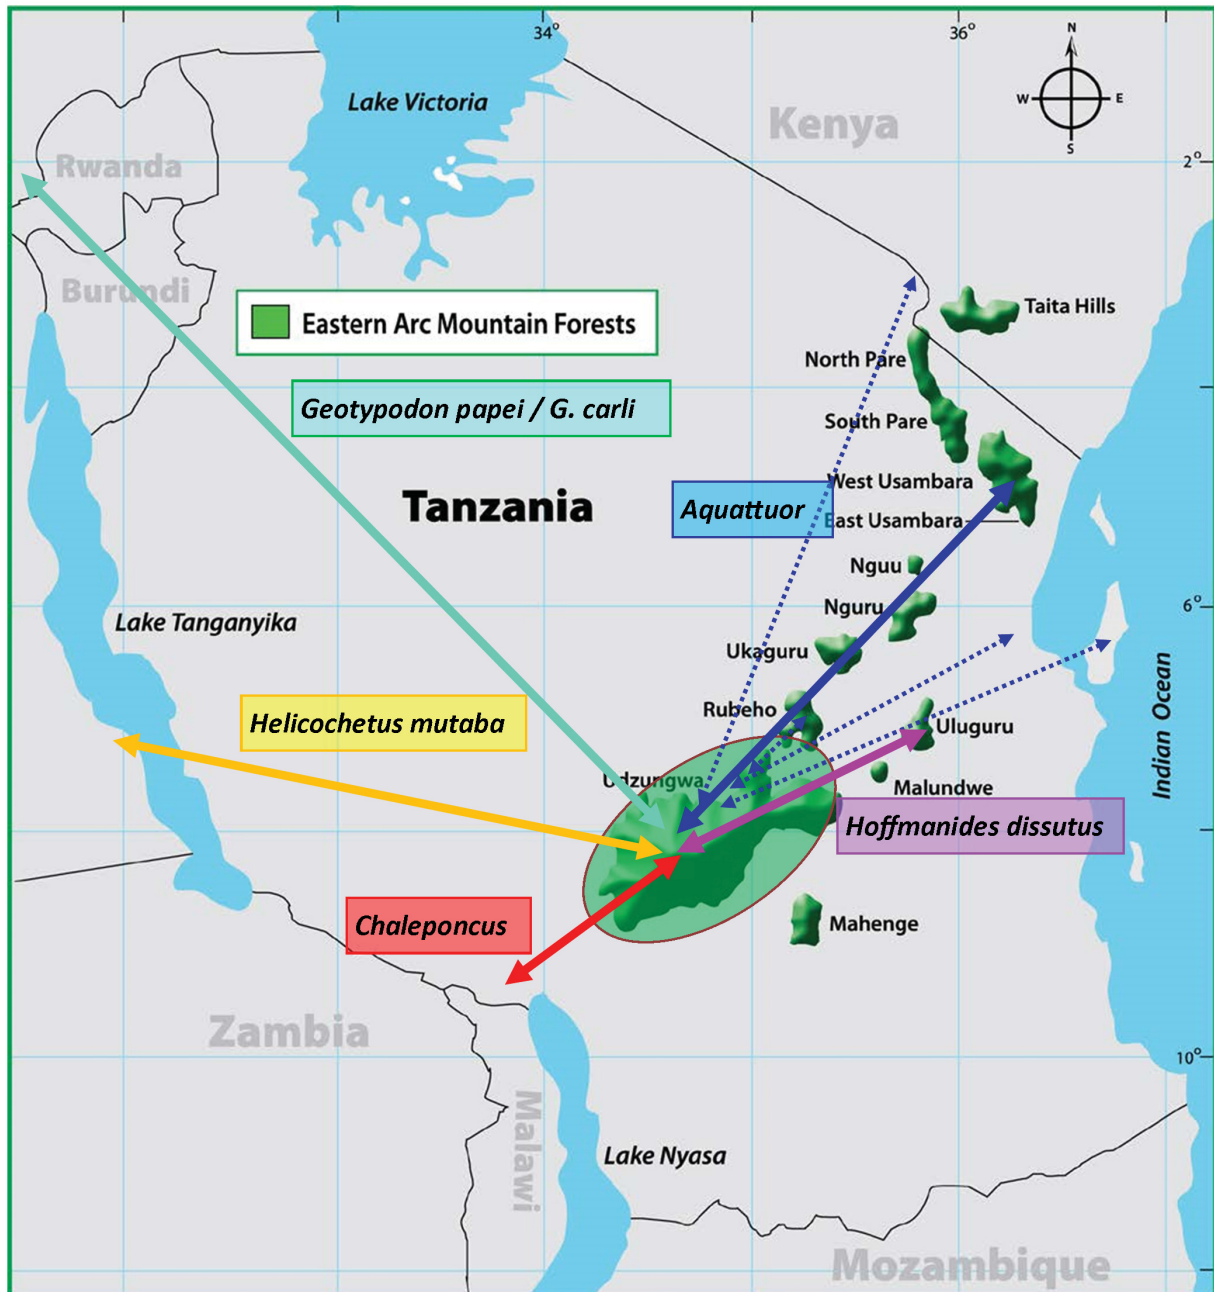 34°
36°
N
W
E
S
Lake Victoria
Kenya
2°
Rwanda
Burundi
Eastern Arc Mountain Forests
Taita Hills
North Pare
Geotypodon papei / G. carli
South Pare
West Usambara
Tanzania
Aquattuor
East Usambara
Nguu
Nguru
6°
Lake Tanganyika
Ukaguru
Rubeho
Helicochetus mutaba
Uluguru
Indian Ocean
Udzungwa
Malundwe
Hoffmanides dissutus
Chaleponcus
Mahenge
Zambia
10°
Malawi
Lake Nyasa
Mozambique